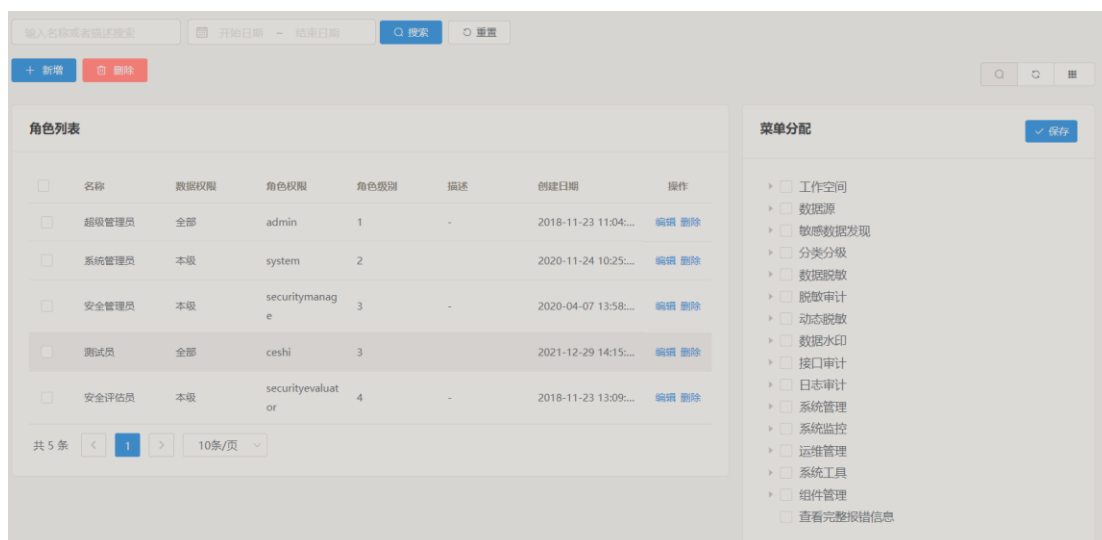 输入名称或者描述搜索 开始日期 ~ 结束日期 搜索 重置
+ 新增 删除
角色列表
名称 数据权限 角色权限 角色级别 描述 创建日期 操作
超级管理员 全部 admin 1 - 2018-11-23 11:04:... 编辑 删除
系统管理员 本级 system 2 2020-11-24 10:25:... 编辑 删除
安全管理员 本级 securitymanag 3 - 2020-04-07 13:58:... 编辑 删除
e
测试员 全部 ceshi 3 2021-12-29 14:15:... 编辑 删除
安全评估员 本级 securityevaluat 4 - 2018-11-23 13:09:... 编辑 删除
or
共 5 条 < 1 > 10条/页
菜单分配 保存
工作空间
数据源
敏感数据发现
分类分级
数据脱敏
脱敏审计
动态脱敏
数据水印
接口审计
日志审计
系统管理
系统监控
运维管理
系统工具
组件管理
查看完整报错信息